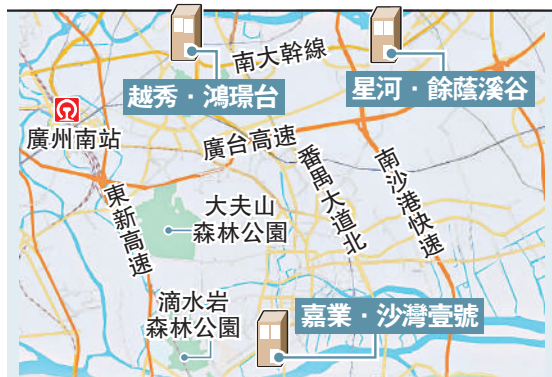 南大幹線
越秀．鴻璟台
星河．餘蔭溪谷
廣州南站
廣台高速
番禺大道北
南沙港快速
東新高速
大夫山
森林公園
滴水岩
森林公園
嘉業．沙灣壹號